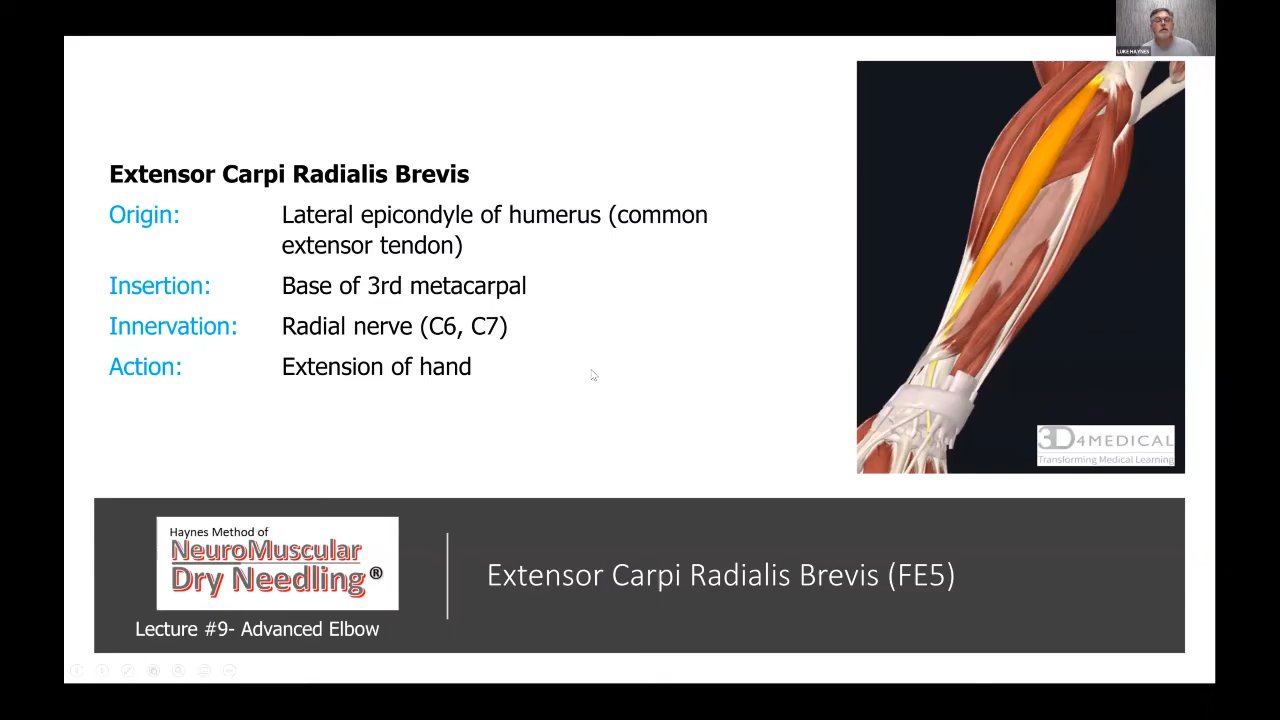 LUKE HAYNES
Extensor Carpi Radialis Brevis
Origin: Lateral epicondyle of humerus (common
extensor tendon)
Insertion: Base of 3rd metacarpal
Innervation: Radial nerve (C6, C7)
Action: Extension of hand
3D4MEDICAL
Transforming Medical Learning
Haynes Method of
NeuroMuscular
Dry Needling®
Lecture #9- Advanced Elbow
Extensor Carpi Radialis Brevis (FE5)